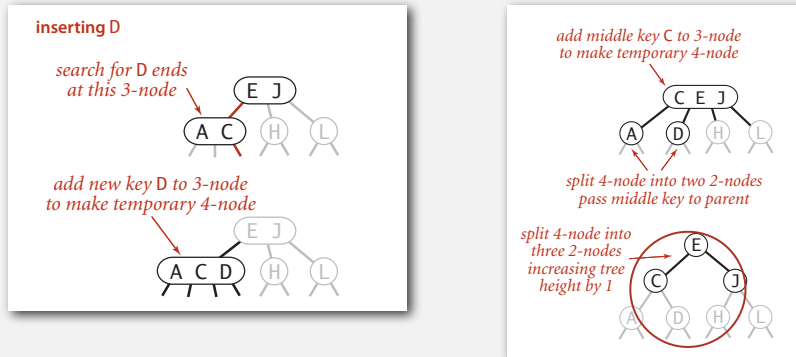 inserting D
search for D ends
at this 3-node
E J
A C
H
L
add new key D to 3-node
to make temporary 4-node
E J
A C D
H
L
add middle key C to 3-node
to make temporary 4-node
C E J
A
D
H
L
split 4-node into two 2-nodes
pass middle key to parent
split 4-node into
three 2-nodes
increasing tree
height by 1
E
C
J
A
D
H
L